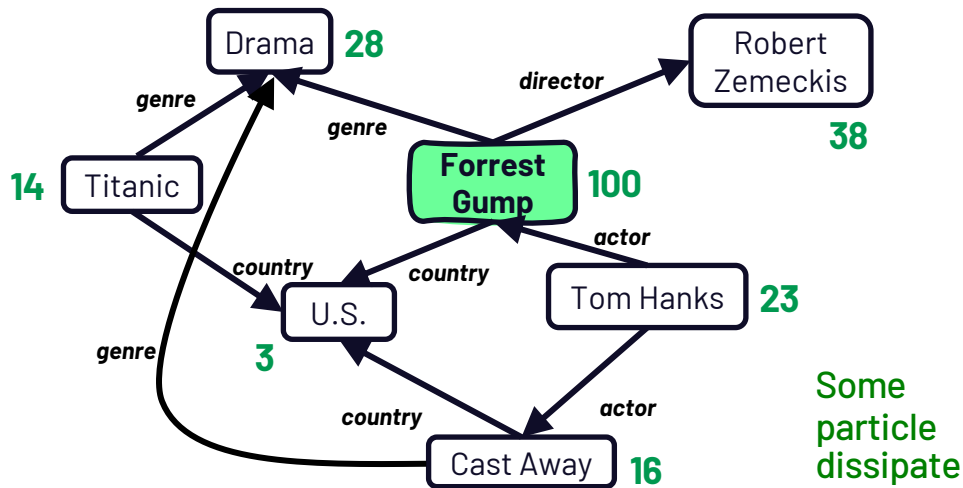 Drama
28
Robert
Zemeckis
38
director
genre
genre
14
Titanic
Forrest
Gump
100
actor
country
country
Tom Hanks
23
U.S.
3
genre
country
actor
Cast Away
16
Some
particle
dissipate